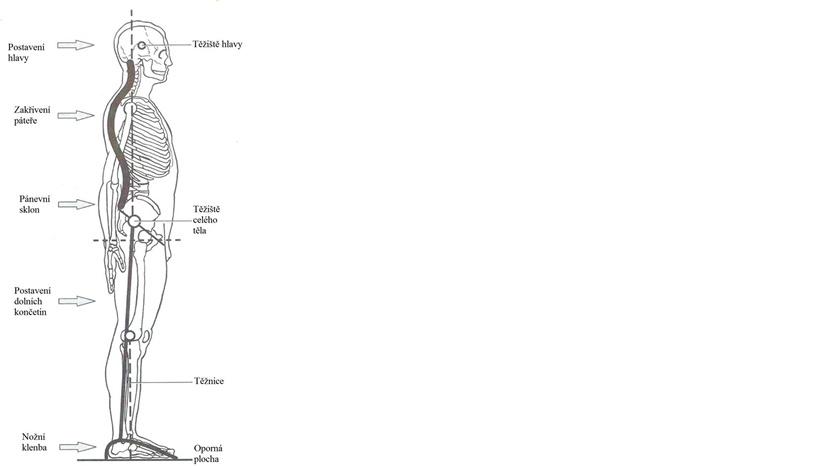 Postavení
hlavy
Těžiště hlavy
Zakřivení
páteře
Pánevní
sklon
Těžiště
celého
těla
Postavení
dolních
končetin
Těžnice
Nožní
klenba
Oporná
plocha